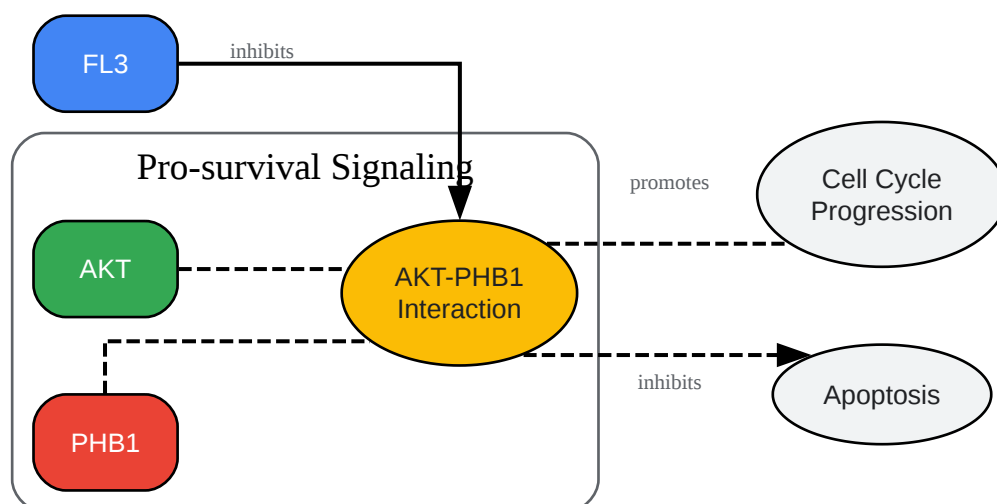 FL3
inhibits
Pro-survival Signaling
promotes
Cell Cycle
Progression
AKT
AKT-PHB1
Interaction
inhibits
Apoptosis
PHB1